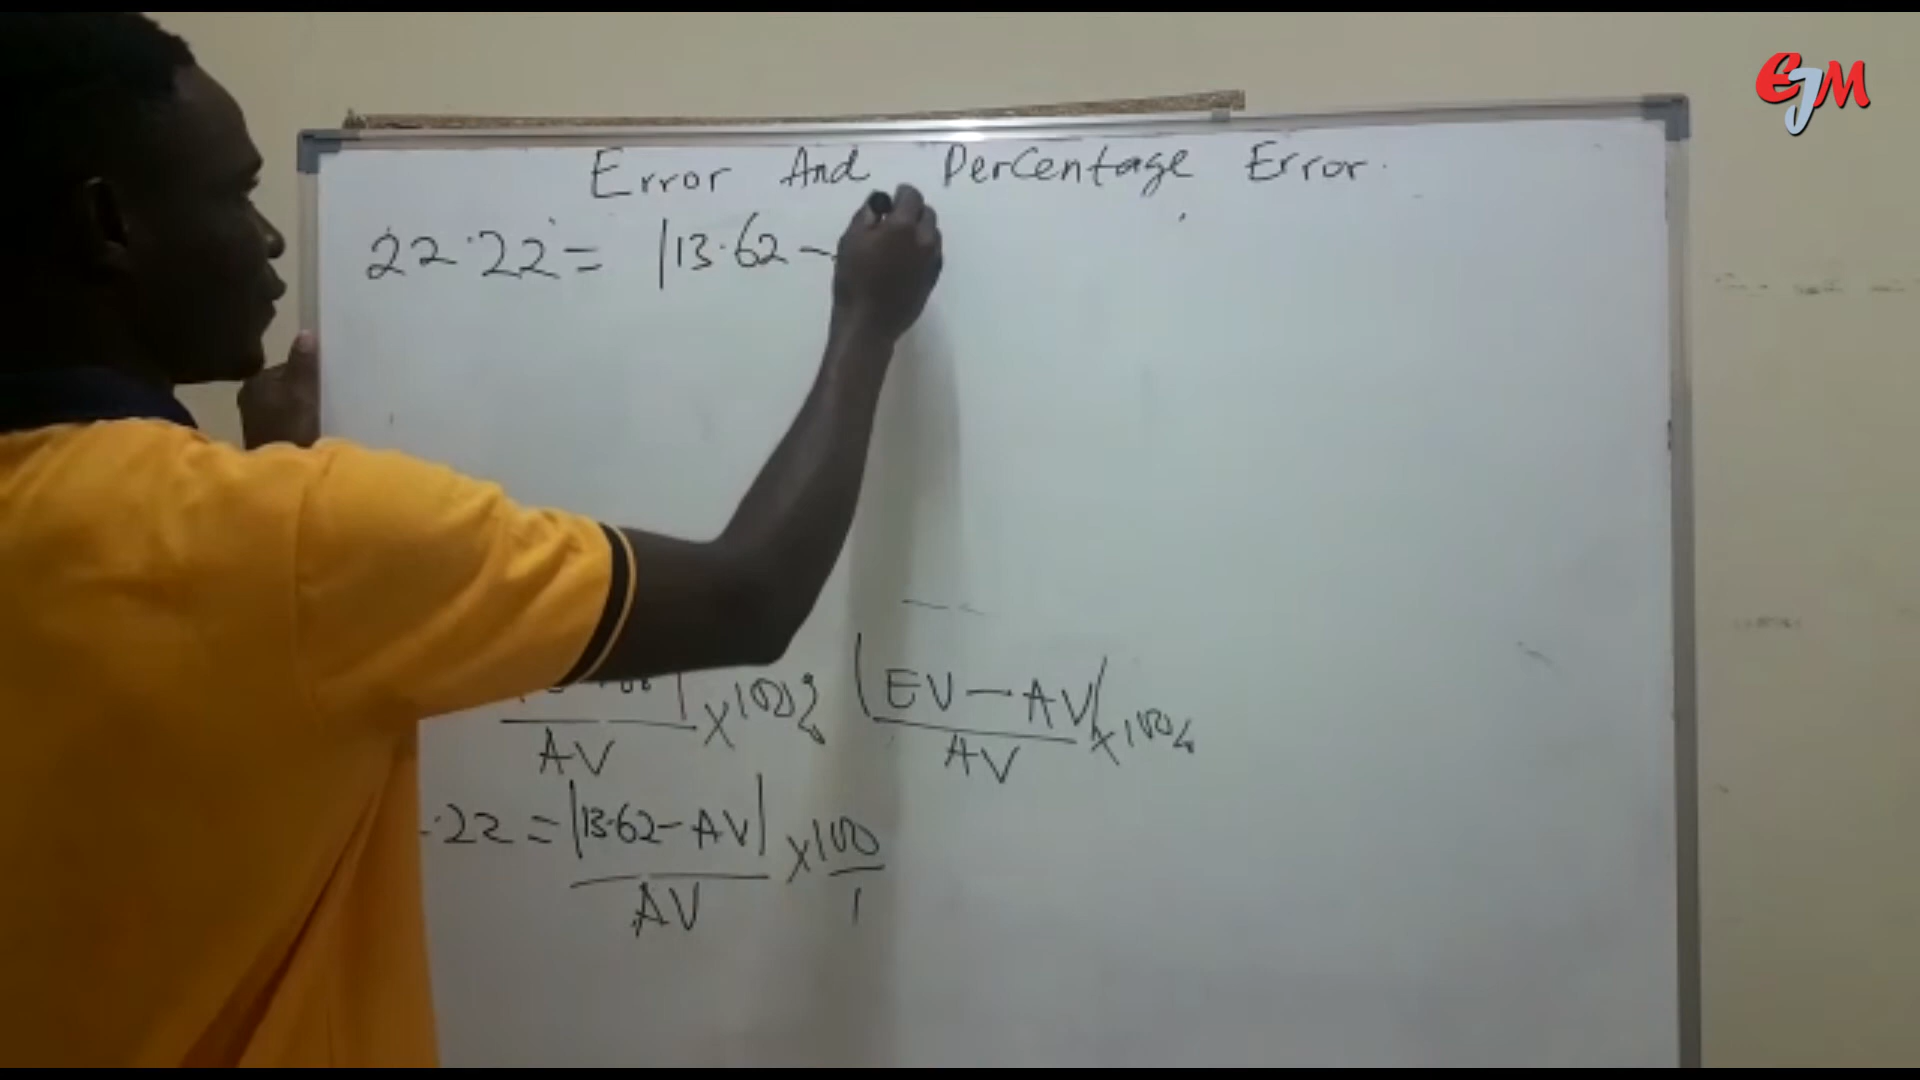 EJM
Error And Percentage Error.
22.22 = |13.62 –
AV x100% |EV – AV| x100%
AV
.22 = |13.62 – AV| x 100
AV 1